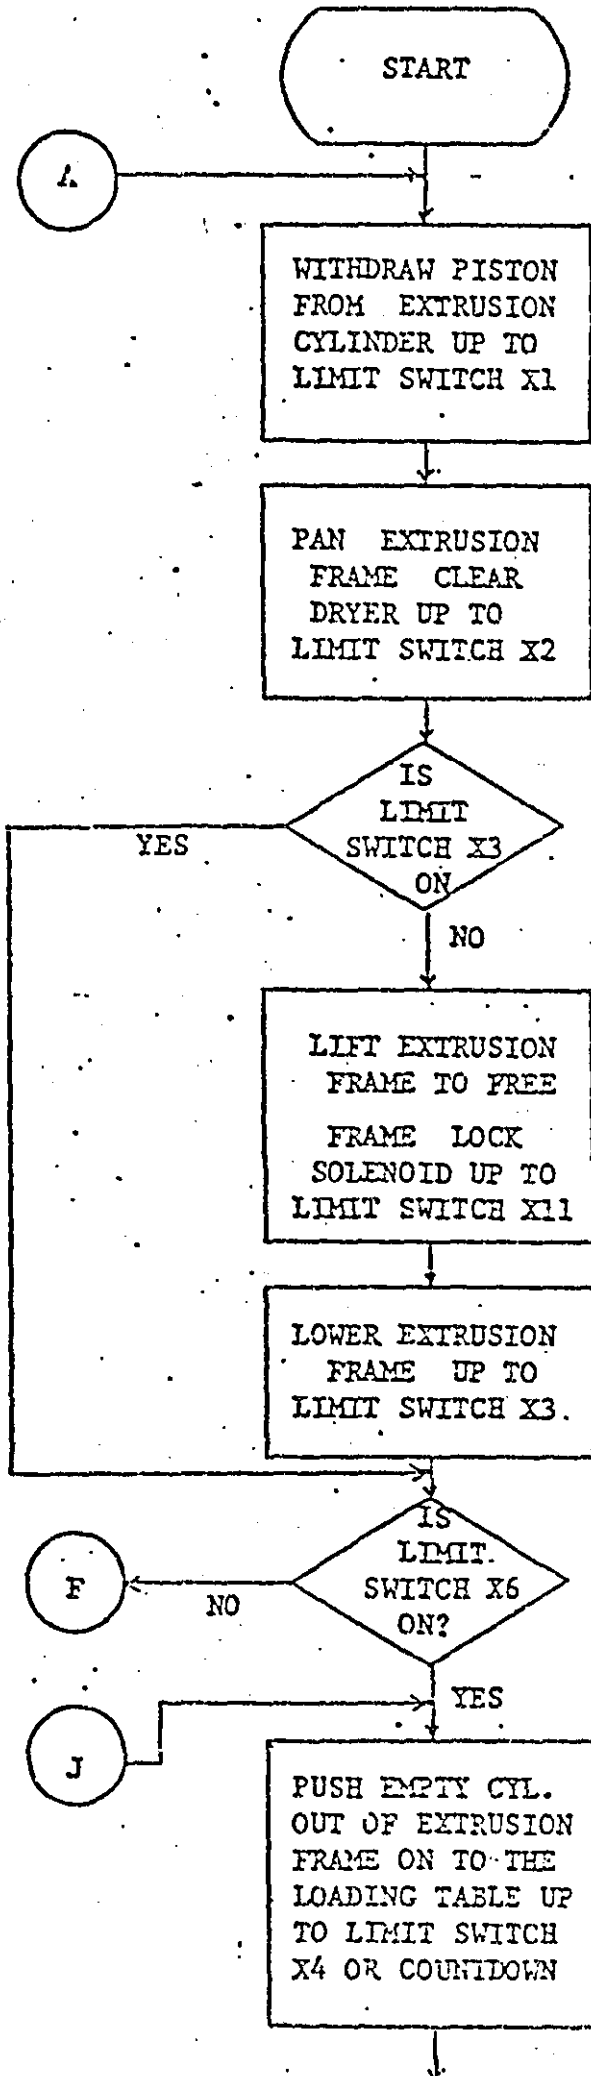 START
A
WITHDRAW PISTON
FROM EXTRUSION
CYLINDER UP TO
LIMIT SWITCH X1
PAN EXTRUSION
FRAME CLEAR
DRYER UP TO
LIMIT SWITCH X2
IS
LIMIT
SWITCH X3
ON
YES
NO
LIFT EXTRUSION
FRAME TO FREE
FRAME LOCK
SOLENOID UP TO
LIMIT SWITCH X11
LOWER EXTRUSION
FRAME UP TO
LIMIT SWITCH X3.
IS
LIMIT.
SWITCH X6
ON?
F
NO
YES
J
PUSH EMPTY CYL.
OUT OF EXTRUSION
FRAME ON TO THE
LOADING TABLE UP
TO LIMIT SWITCH
X4 OR COUNTDOWN